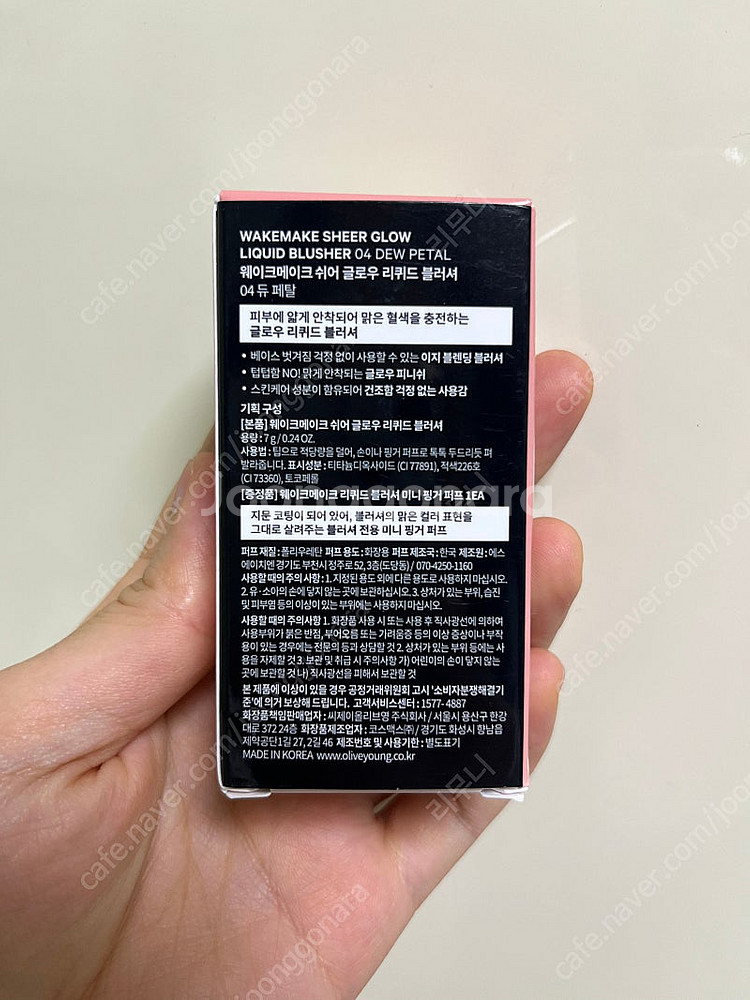 WAKEMAKE SHEER GLOW
LIQUID BLUSHER 04 DEW PETAL
웨이크메이크 쉬어 글로우 리퀴드 블러셔
04 듀 페탈
피부에 얇게 안착되어 맑은 혈색을 충전하는
글로우 리퀴드 블러셔
• 베이스 벗겨짐 걱정 없이 사용할 수 있는 이지 블렌딩 블러셔
• 텁텁함 NO! 맑게 안착되는 글로우 피니쉬
• 스킨케어 성분이 함유되어 건조함 걱정 없는 사용감
기획 구성
[본품] 웨이크메이크 쉬어 글로우 리퀴드 블러셔
용량 : 7 g / 0.24 OZ.
사용법 : 팁으로 적당량을 덜어, 손이나 핑거 퍼프로 톡톡 두드리듯 펴
발라줍니다. 표시성분 : 티타늄디옥사이드 (CI 77891), 적색226호
(CI 73360), 토코페롤
[증정품] 웨이크메이크 리퀴드 블러셔 미니 핑거 퍼프 1EA
지문 코팅이 되어 있어, 블러셔의 맑은 컬러 표현을
그대로 살려주는 블러셔 전용 미니 핑거 퍼프
퍼프 재질 : 폴리우레탄 퍼프 용도 : 화장용 퍼프 제조국 : 한국 제조원 : 에스
에이치엔 경기도 부천시 정주로 52, 3층(도당동) / 070-4250-1160
사용할 때의 주의사항 : 1. 지정된 용도 외에 다른 용도로 사용하지 마십시오.
2. 유·소아의 손에 닿지 않는 곳에 보관하십시오. 3. 상처가 있는 부위, 습진
및 피부염 등의 이상이 있는 부위에는 사용하지 마십시오.
사용할 때의 주의사항 1. 화장품 사용 시 또는 사용 후 직사광선에 의하여
사용부위가 붉은 반점, 부어오름 또는 가려움증 등의 이상 증상이나 부작
용이 있는 경우에는 전문의 등과 상담할 것 2. 상처가 있는 부위 등에는 사
용을 자제할 것 3. 보관 및 취급 시 주의사항 가) 어린이의 손이 닿지 않는
곳에 보관할 것 나) 직사광선을 피해서 보관할 것
본 제품에 이상이 있을 경우 공정거래위원회 고시 '소비자분쟁해결기
준'에 의거 보상해 드립니다. 고객서비스센터 : 1577-4887
화장품책임판매업자 : 씨제이올리브영 주식회사 / 서울시 용산구 한강
대로 372 24층 화장품제조업자 : 코스맥스(주) / 경기도 화성시 향남읍
제약공단1길 27, 2길 46 제조번호 및 사용기한 : 별도표기
MADE IN KOREA www.oliveyoung.co.kr
Joonggonara
cafe.naver.com/joonggonara
리무니